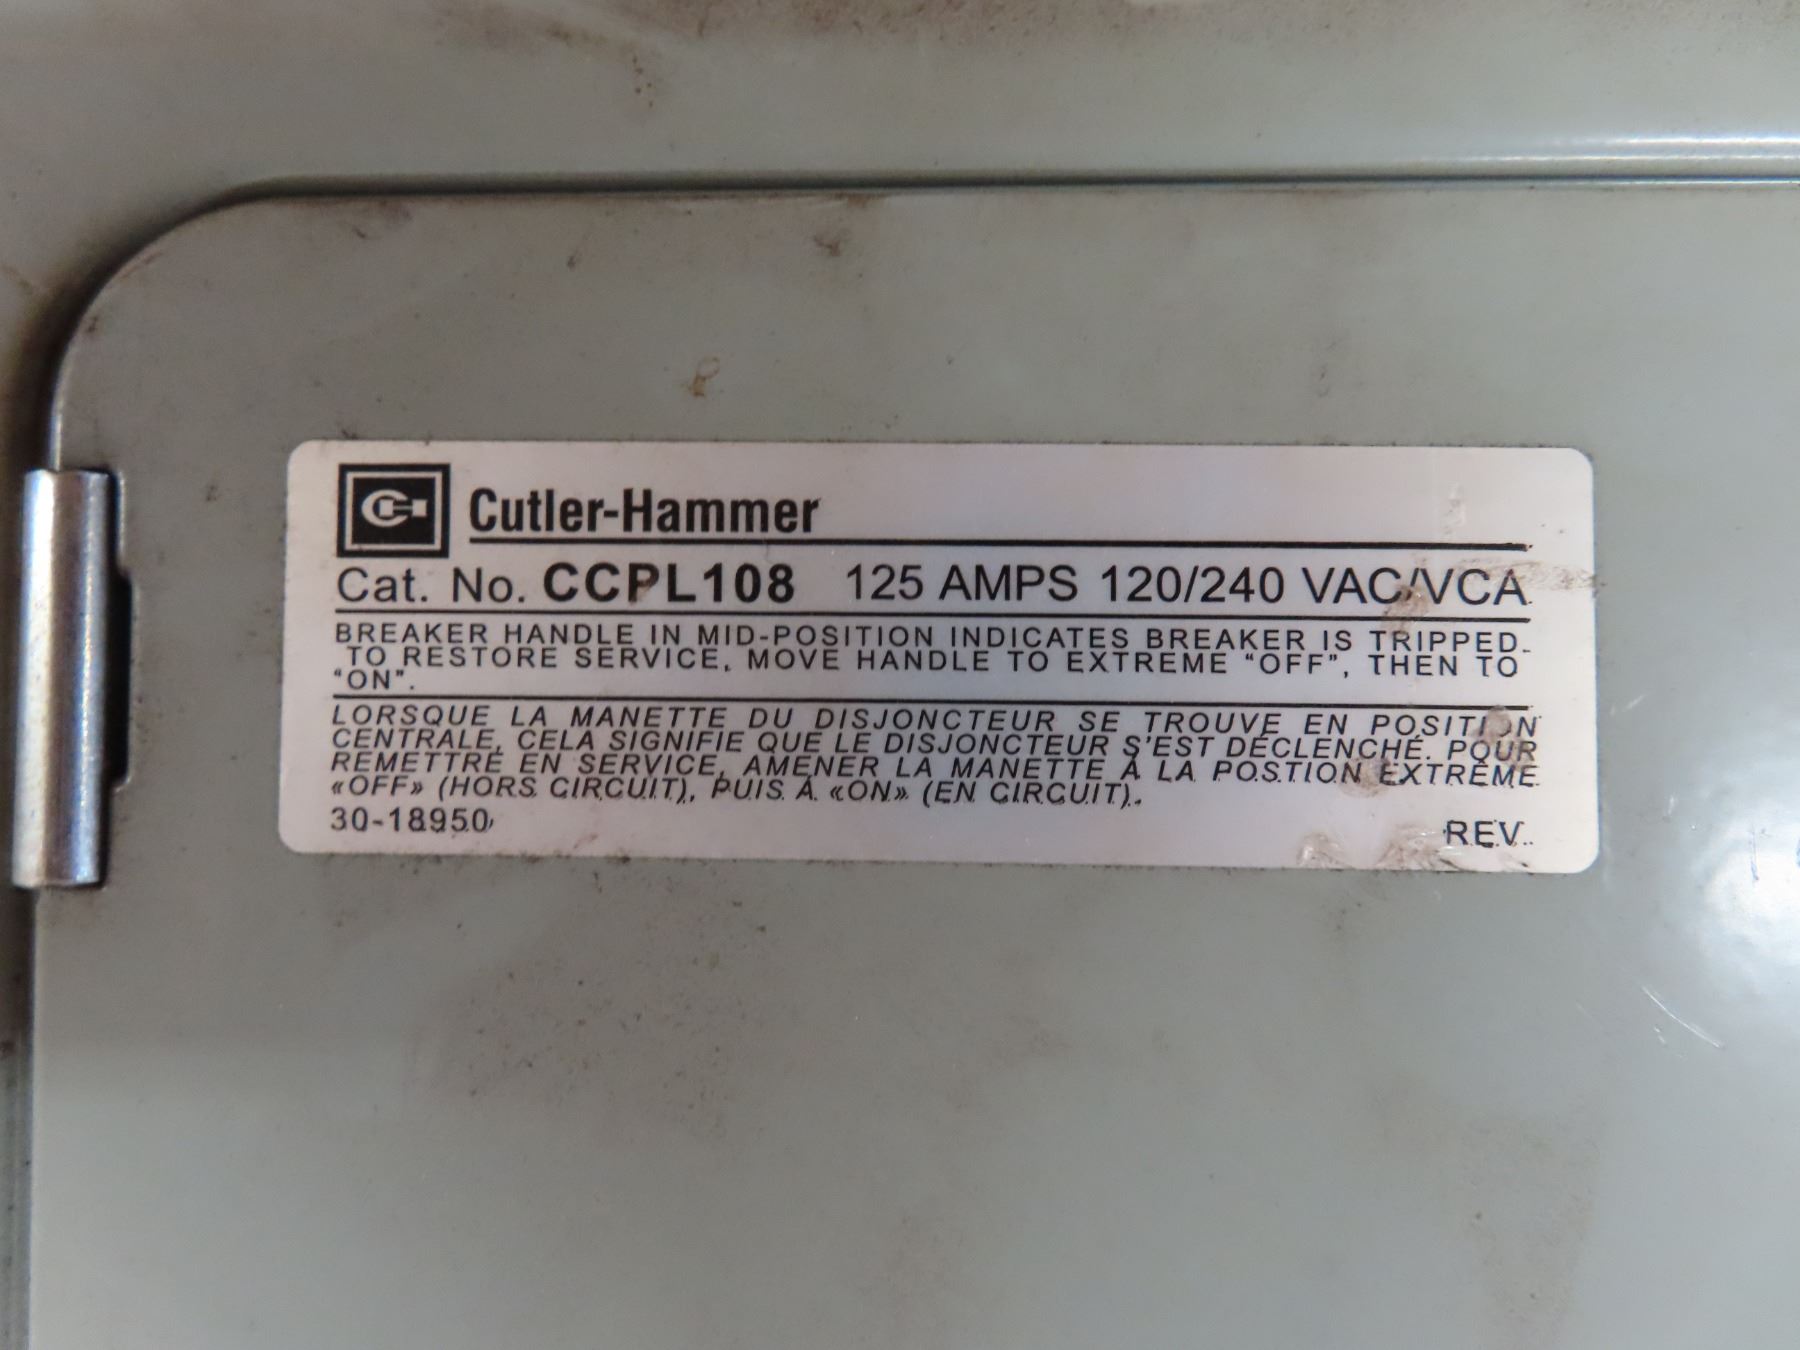 Cutler-Hammer
Cat. No. CCPL108 125 AMPS 120/240 VAC/VCA
BREAKER HANDLE IN MID-POSITION INDICATES BREAKER IS TRIPPED.
TO RESTORE SERVICE, MOVE HANDLE TO EXTREME "OFF", THEN TO
"ON".
LORSQUE LA MANETTE DU DISJONCTEUR SE TROUVE EN POSITION
CENTRALE, CELA SIGNIFIE QUE LE DISJONCTEUR S'EST DÉCLENCHÉ. POUR
REMETTRE EN SERVICE, AMENER LA MANETTE À LA POSTION EXTRÊME
«OFF» (HORS CIRCUIT), PUIS À «ON» (EN CIRCUIT).
30-18950
REV.